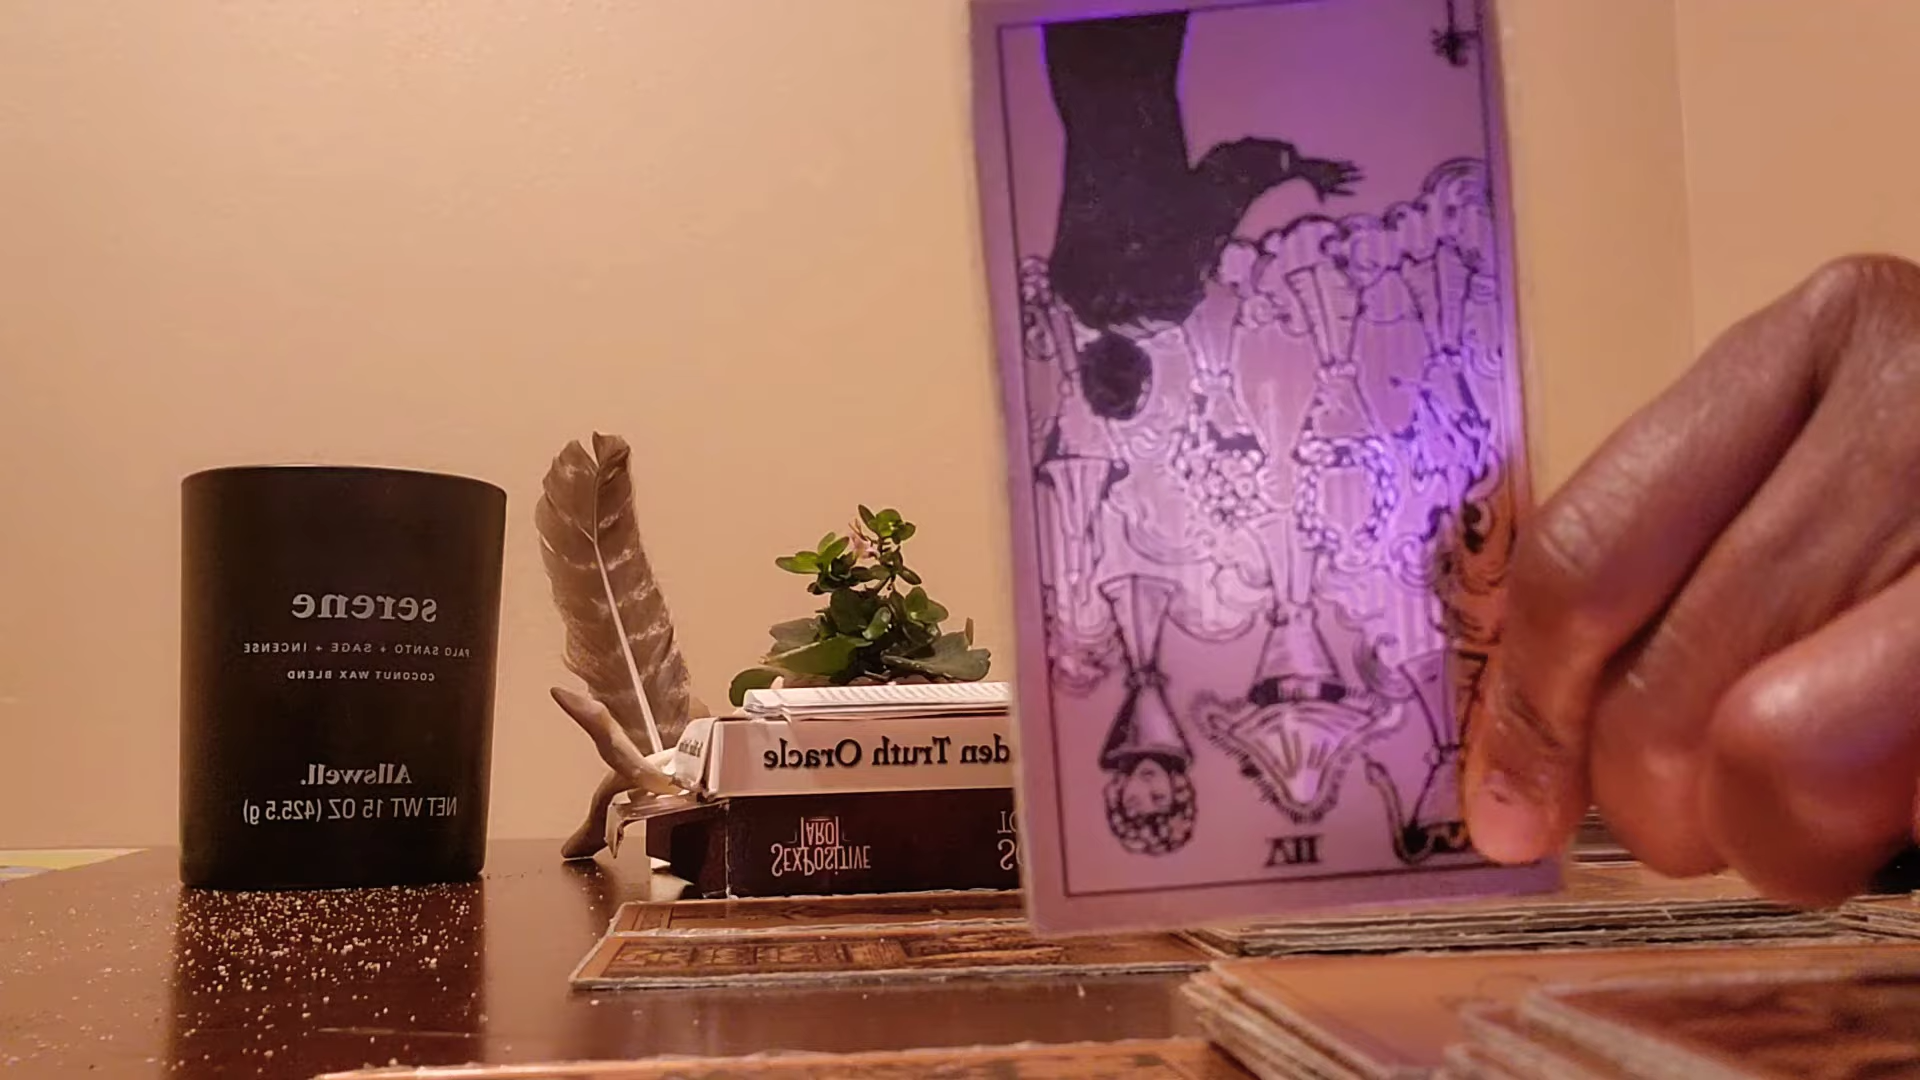 serene
PALO SANTO + SAGE + INCENSE
COCONUT WAX BLEND
Allswell.
NET WT 15 OZ (425.5 g)
den Truth Oracle
SEXPOSITIVE
TAROT
VII